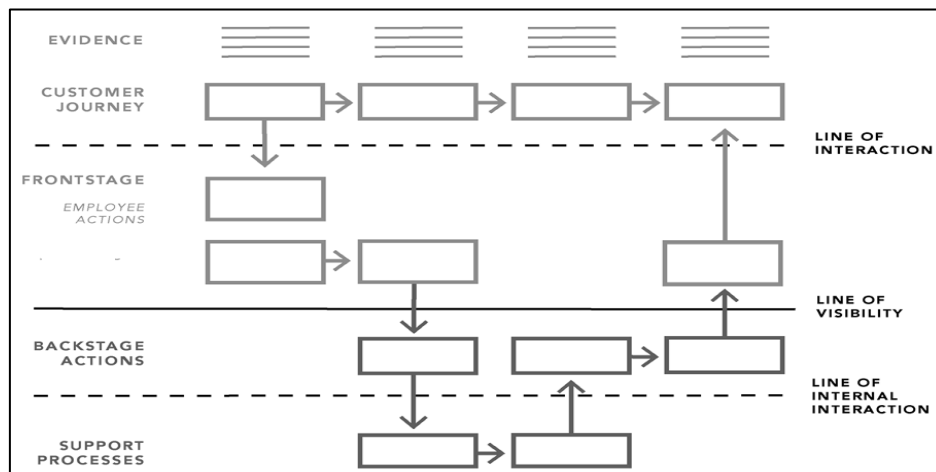 EVIDENCE
CUSTOMER
JOURNEY
LINE OF
INTERACTION
FRONTSTAGE
EMPLOYEE
ACTIONS
LINE OF
VISIBILITY
BACKSTAGE
ACTIONS
LINE OF
INTERNAL
INTERACTION
SUPPORT
PROCESSES